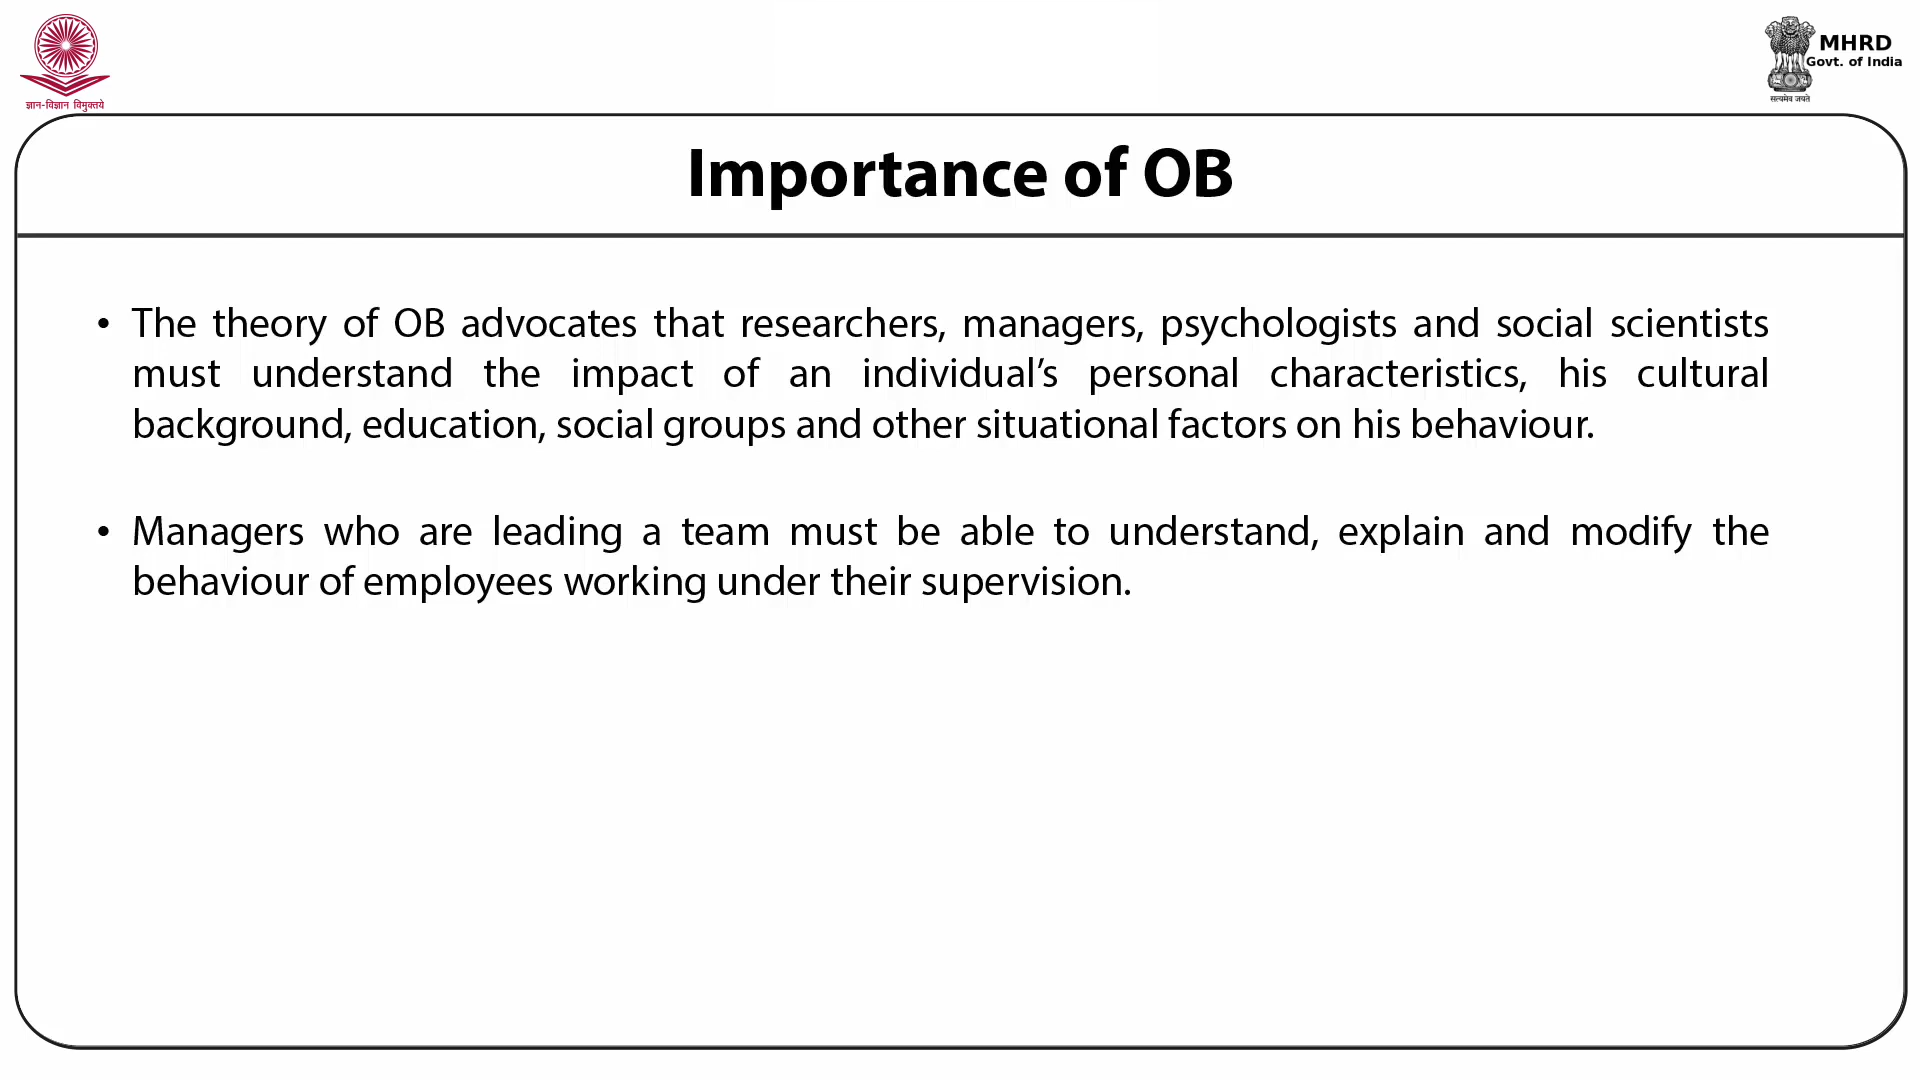 ज्ञान-विज्ञान विमुक्तये
MHRD
Govt. of India
सत्यमेव जयते
Importance of OB
• The theory of OB advocates that researchers, managers, psychologists and social scientists
must understand the impact of an individual’s personal characteristics, his cultural
background, education, social groups and other situational factors on his behaviour.
• Managers who are leading a team must be able to understand, explain and modify the
behaviour of employees working under their supervision.